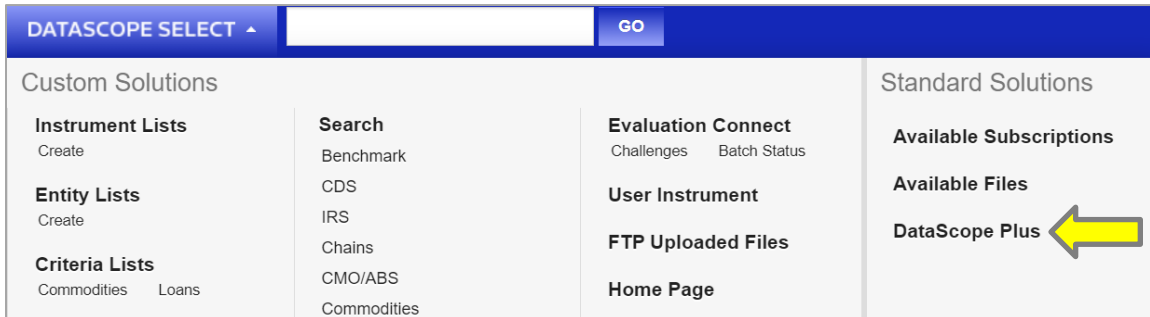 DATASCOPE SELECT
GO
Custom Solutions
Instrument Lists
Create
Entity Lists
Create
Criteria Lists
Commodities Loans
Search
Benchmark
CDS
IRS
Chains
CMO/ABS
Commodities
Evaluation Connect
Challenges Batch Status
User Instrument
FTP Uploaded Files
Home Page
Standard Solutions
Available Subscriptions
Available Files
DataScope Plus